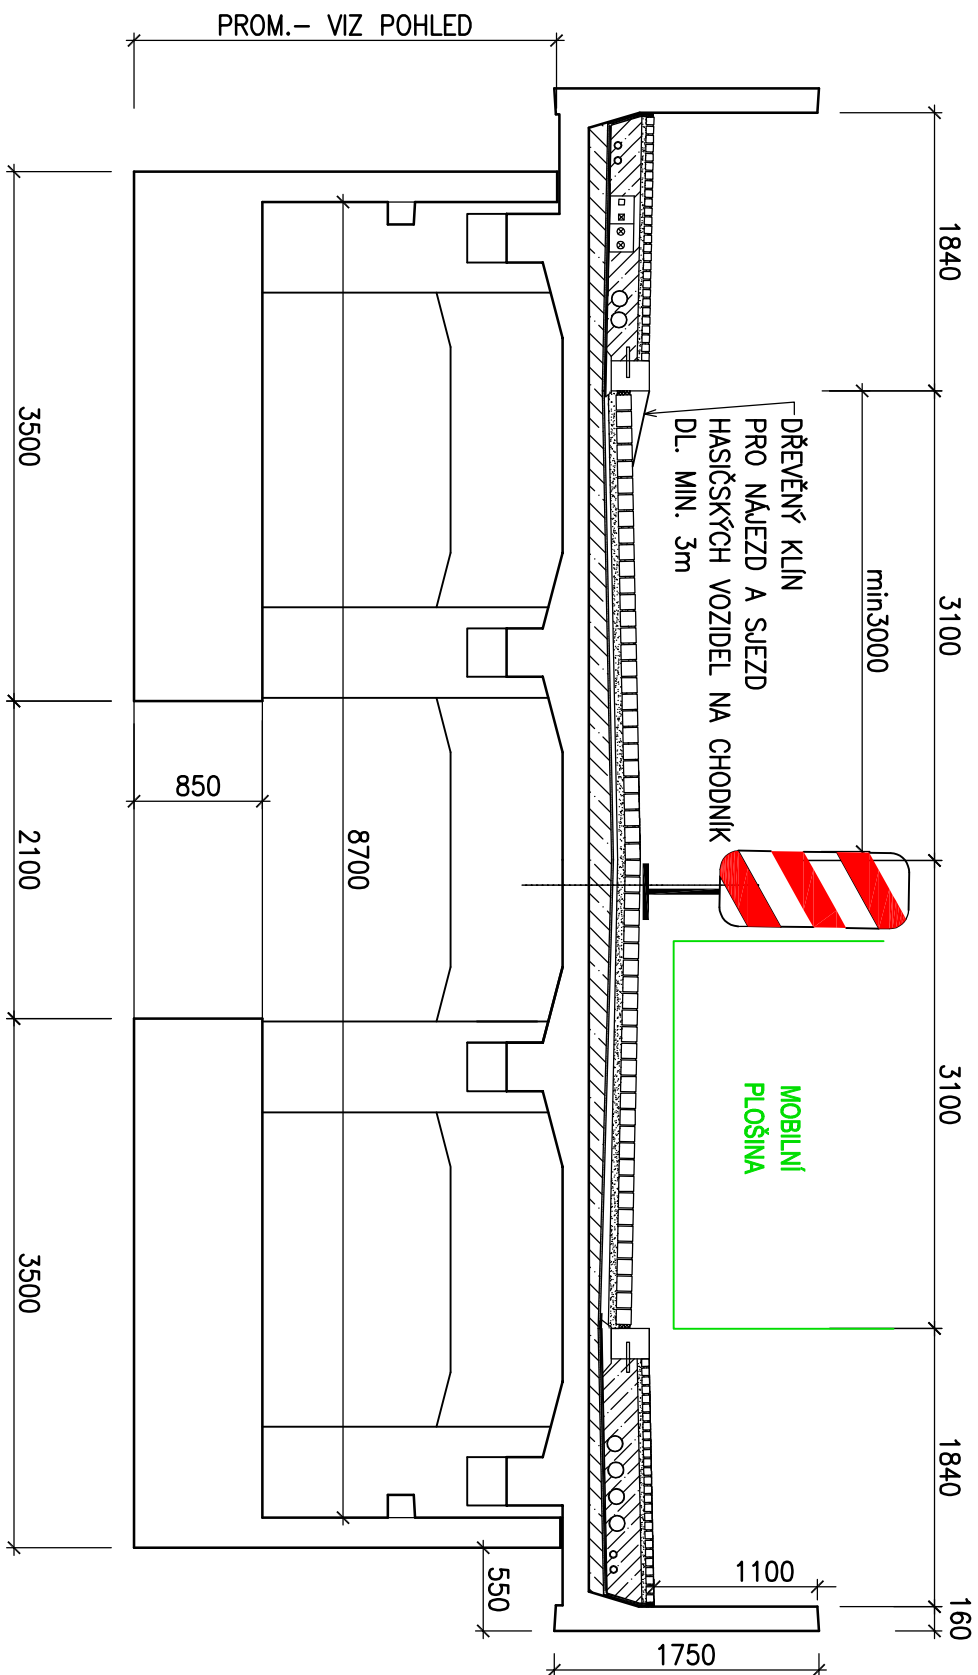 PROM.– VIZ POHLED
1840
3100
3100
1840
160
min3000
DŘEVĚNÝ KLÍN
PRO NÁJEZD A SJEZD
HASIČSKÝCH VOZIDEL NA CHODNÍK
DL. MIN. 3m
MOBILNÍ
PLOŠINA
1100
1750
550
8700
850
3500
2100
3500